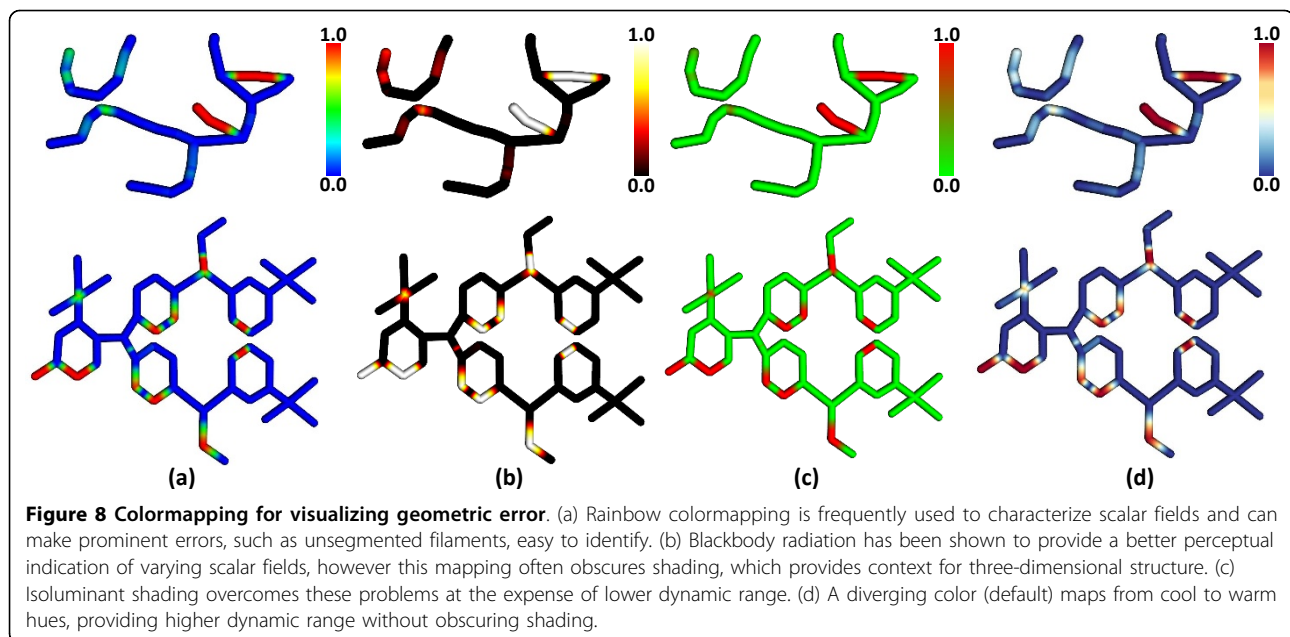 1.0 1.0 1.0 1.0
0.0 0.0 0.0 0.0
(a) (b) (c) (d)
Figure 8 Colormapping for visualizing geometric error. (a) Rainbow colormapping is frequently used to characterize scalar fields and can
make prominent errors, such as unsegmented filaments, easy to identify. (b) Blackbody radiation has been shown to provide a better perceptual
indication of varying scalar fields, however this mapping often obscures shading, which provides context for three-dimensional structure. (c)
Isoluminant shading overcomes these problems at the expense of lower dynamic range. (d) A diverging color (default) maps from cool to warm
hues, providing higher dynamic range without obscuring shading.